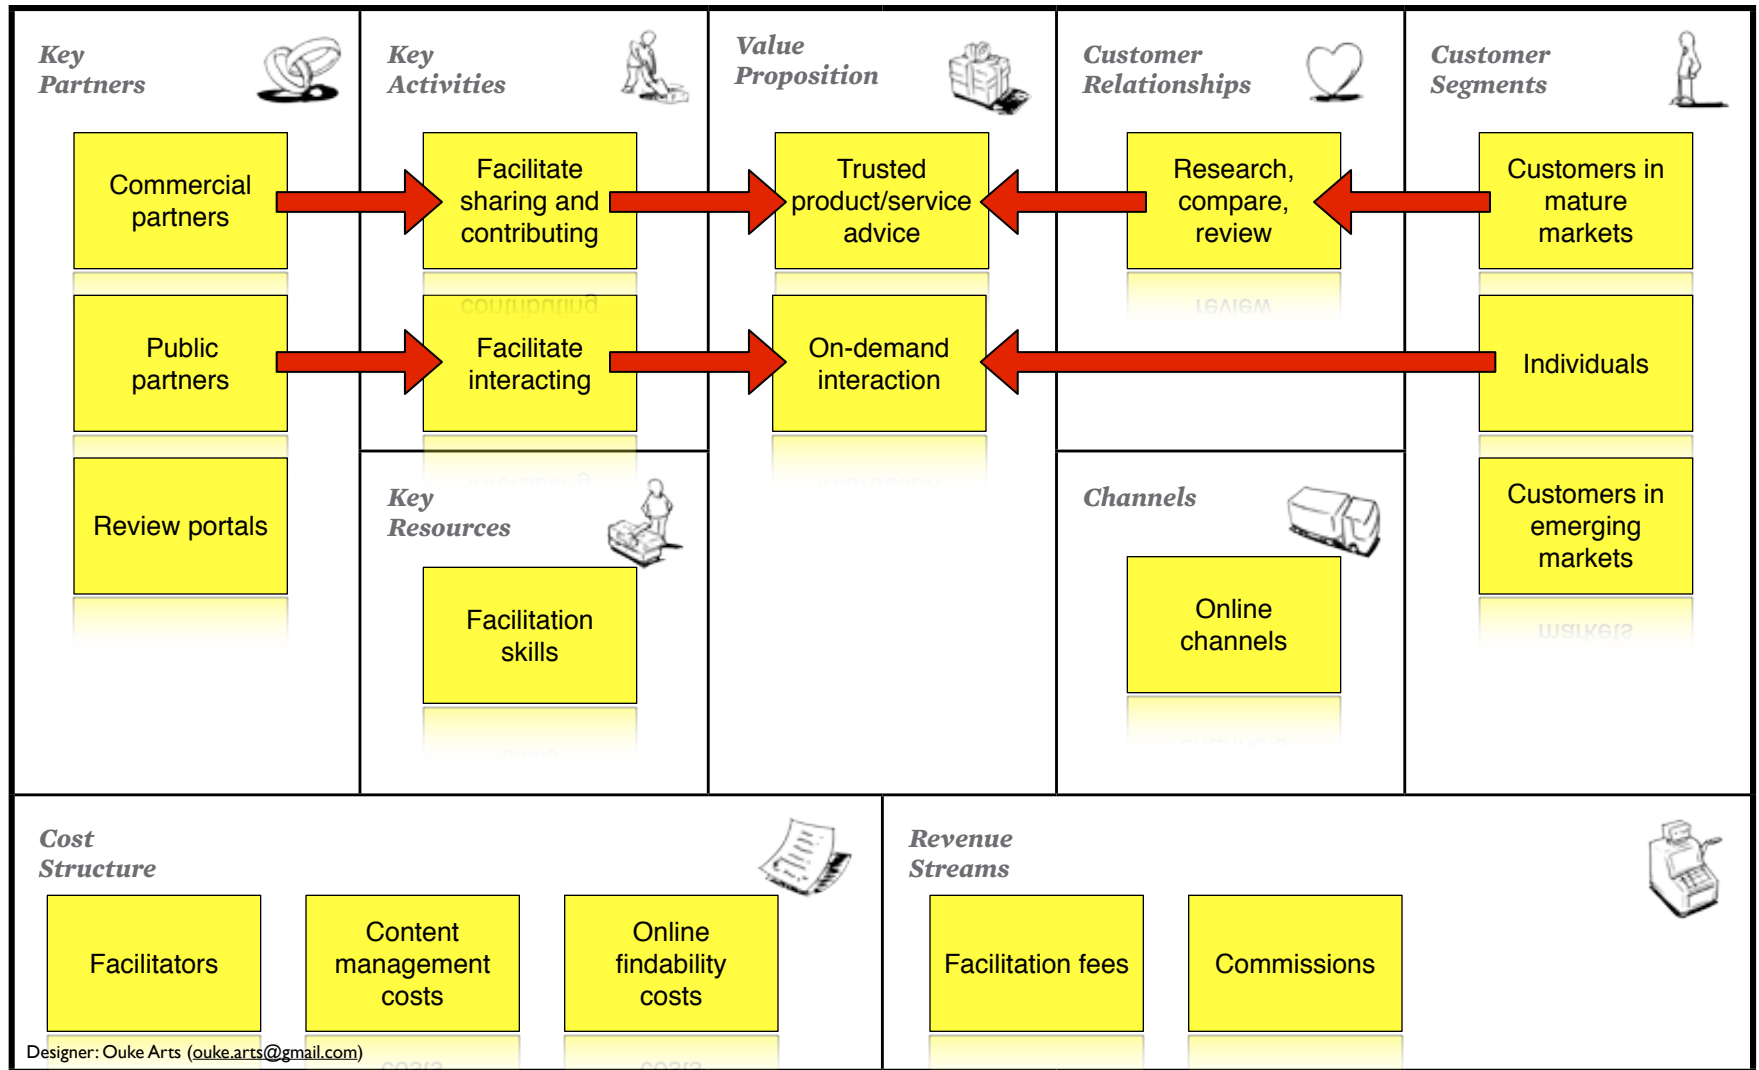 Key
Partners
Commercial
partners
Public
partners
Review portals
Key
Activities
Facilitate
sharing and
contributing
Facilitate
interacting
Key
Resources
Facilitation
skills
Value
Proposition
Trusted
product/service
advice
On-demand
interaction
Customer
Relationships
Research,
compare,
review
Channels
Online
channels
Customer
Segments
Customers in
mature
markets
Individuals
Customers in
emerging
markets
Cost
Structure
Facilitators
Content
management
costs
Online
findability
costs
Revenue
Streams
Facilitation fees
Commissions
Designer: Ouke Arts (ouke.arts@gmail.com)